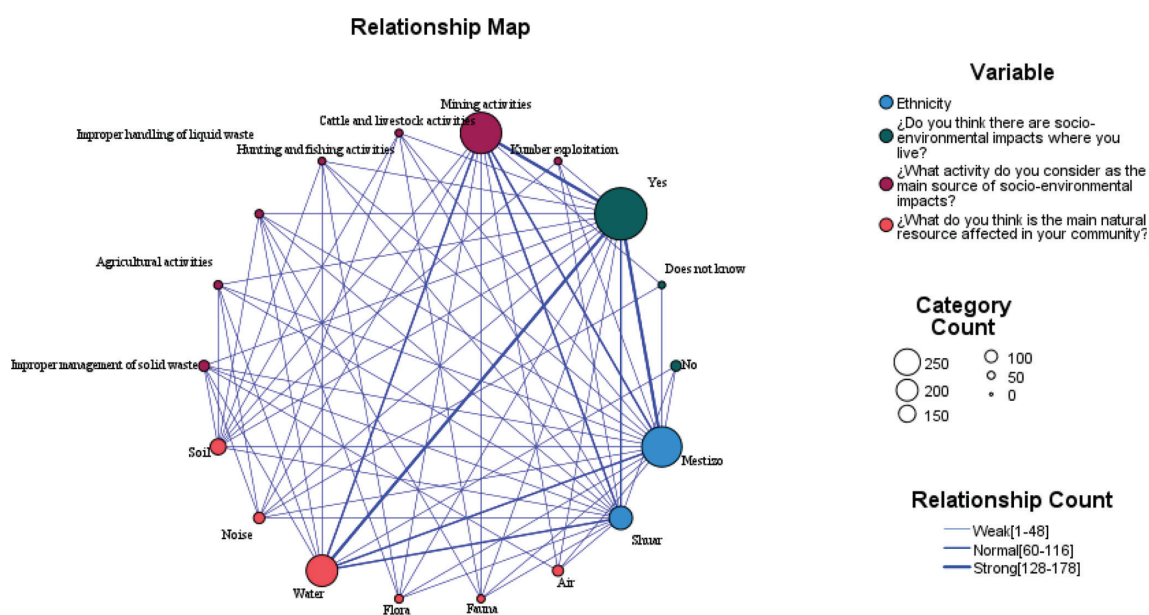 Relationship Map
Mining activities
Cattle and livestock activities
Improper handling of liquid waste
Hunting and fishing activities
Kumber exploitation
Yes
Agricultural activities
Does not know
Improper management of solid waste
No
Soil
Mestizo
Noise
Shuar
Water
Air
Flora
Fauna
Variable
Ethnicity
¿Do you think there are socio-
environmental impacts where you
live?
¿What activity do you consider as the
main source of socio-environmental
impacts?
¿What do you think is the main natural
resource affected in your community?
Category
Count
250
200
150
100
50
0
Relationship Count
Weak[1-48]
Normal[60-116]
Strong[128-178]